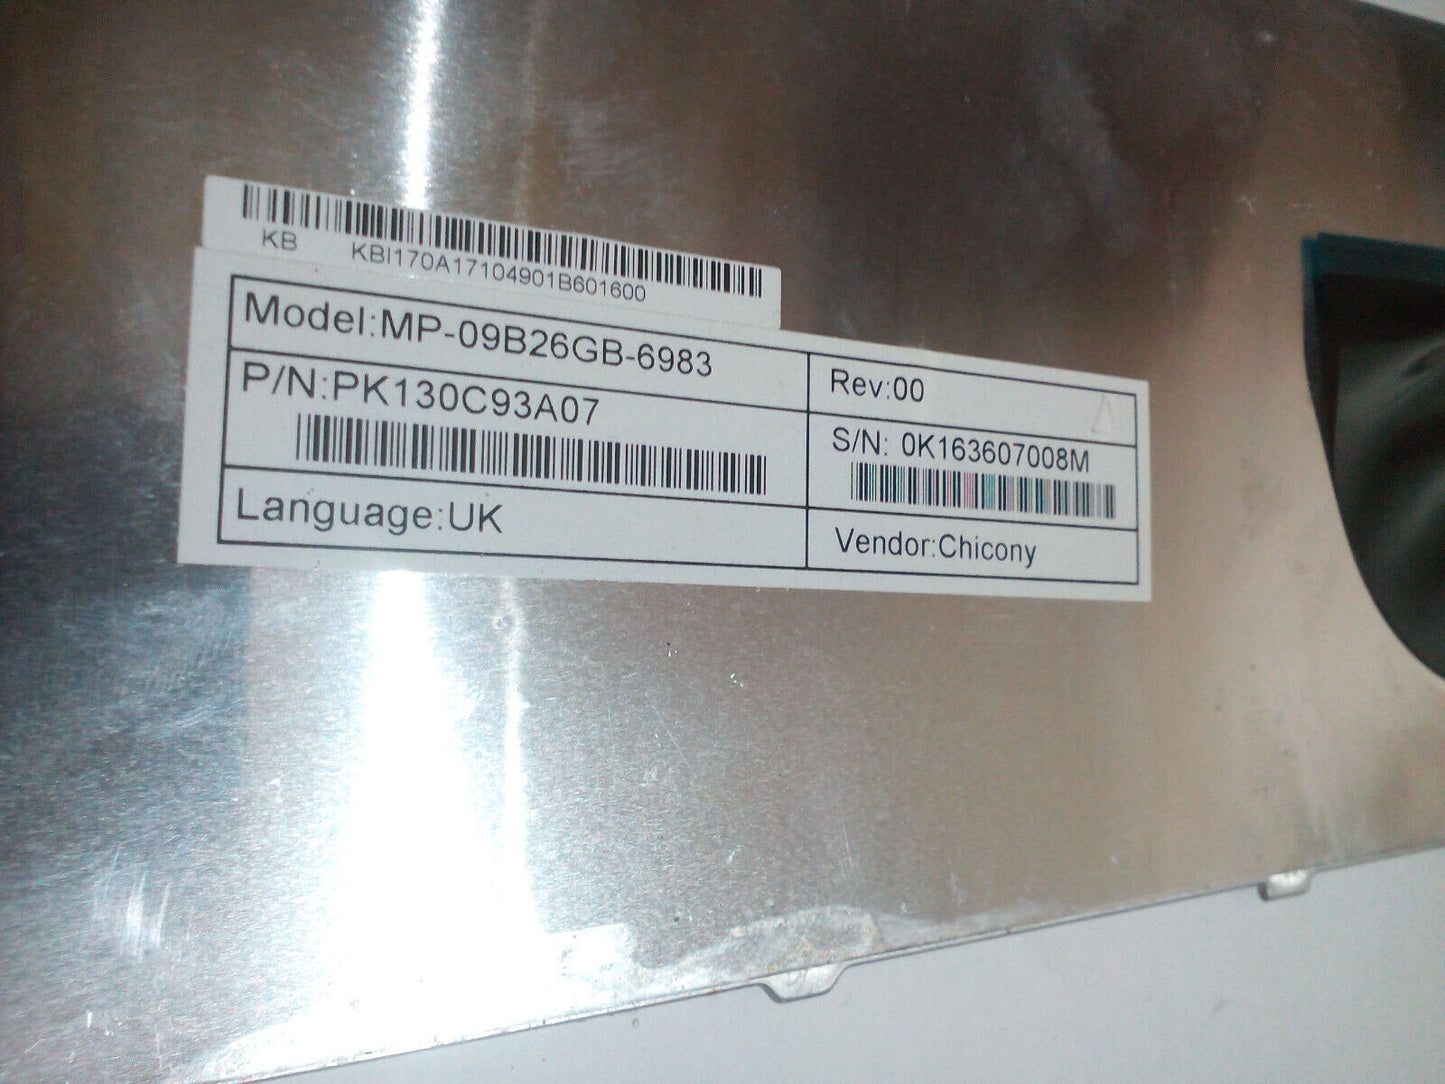 KB KBI170A17104901B601600
Model:MP-09B26GB-6983
Rev:00
P/N:PK130C93A07
S/N: 0K163607008M
Language:UK
Vendor:Chicony